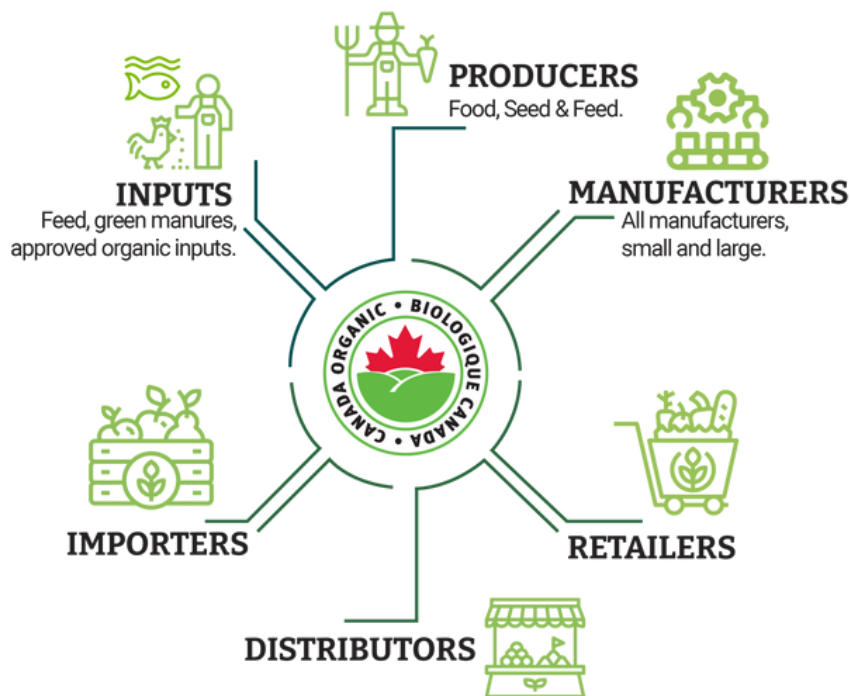 PRODUCERS
Food, Seed & Feed.
INPUTS
Feed, green manures,
approved organic inputs.
MANUFACTURERS
All manufacturers,
small and large.
CANADA ORGANIC • BIOLOGIQUE CANADA •
IMPORTERS
RETAILERS
DISTRIBUTORS